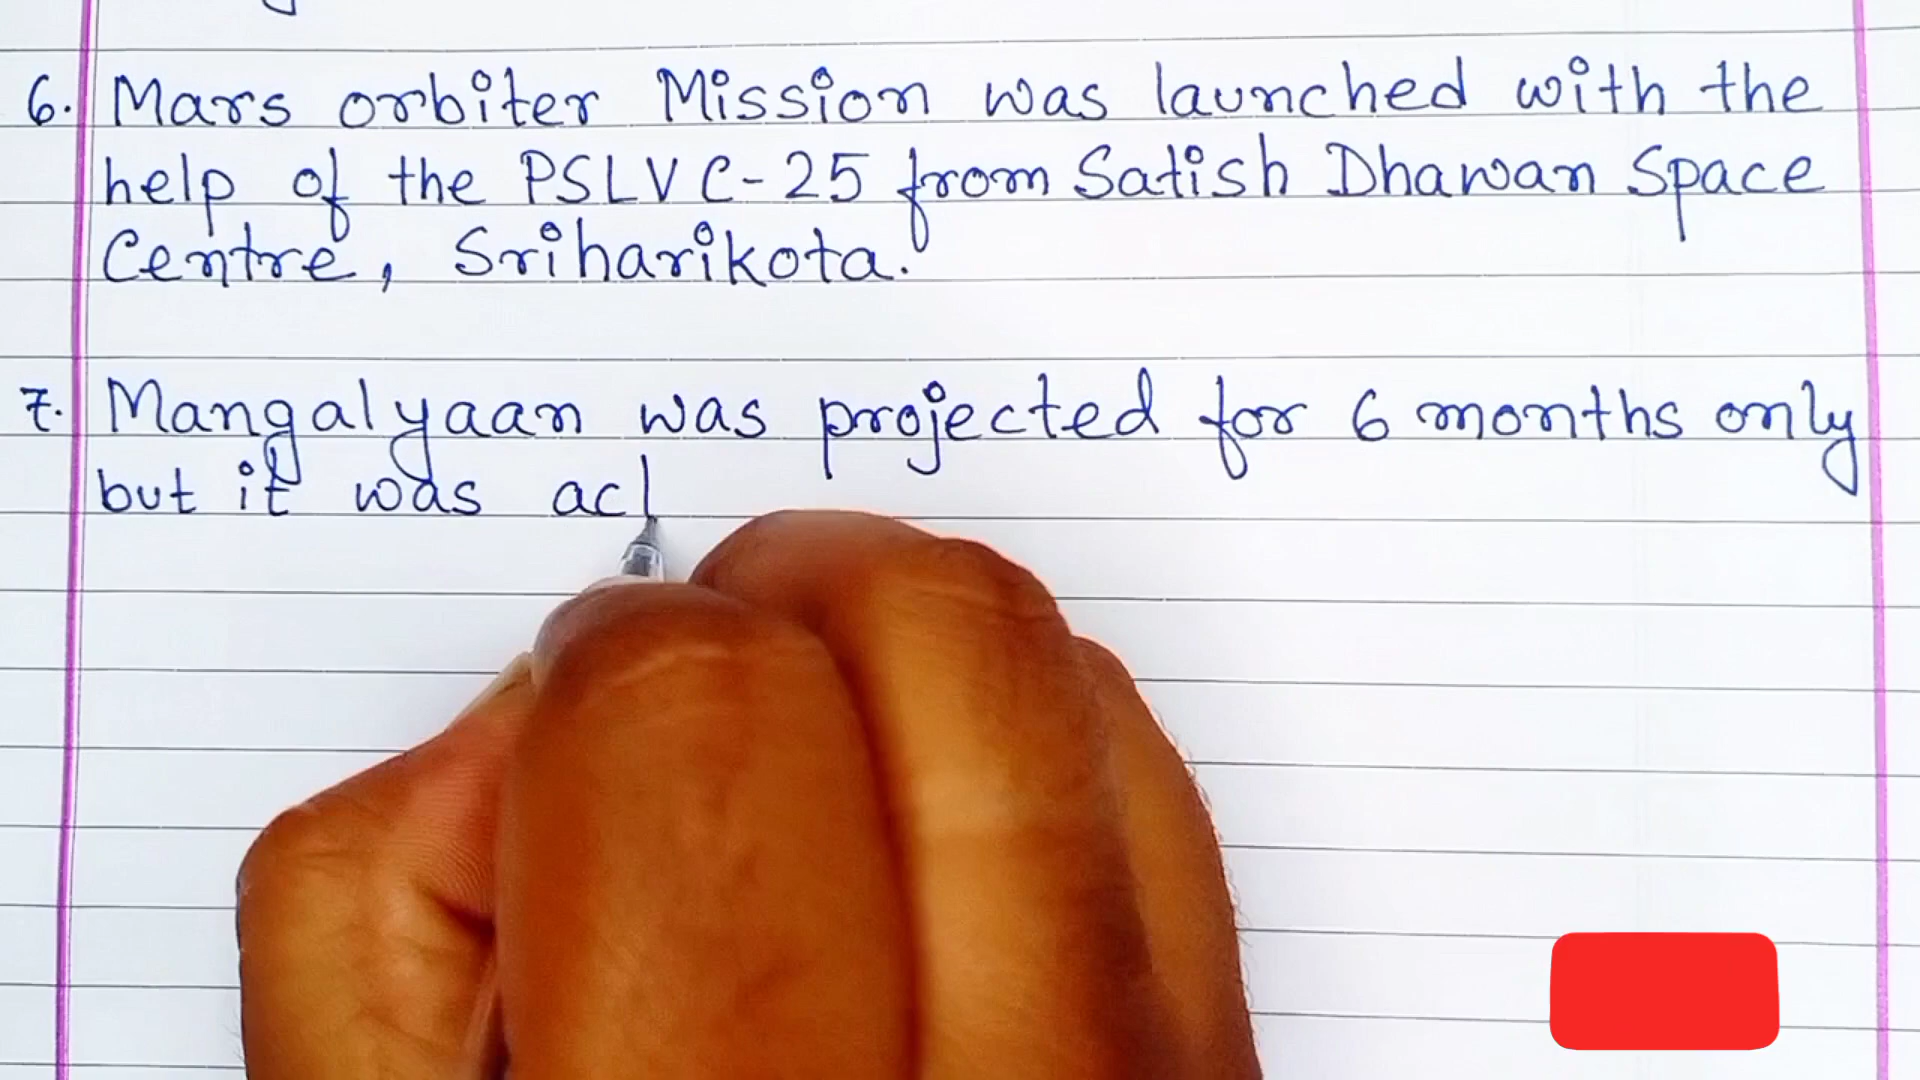 6. Mars orbiter Mission was launched with the
help of the PSLV C-25 from Satish Dhawan Space
Centre, Sriharikota.
7. Mangalyaan was projected for 6 months only
but it was